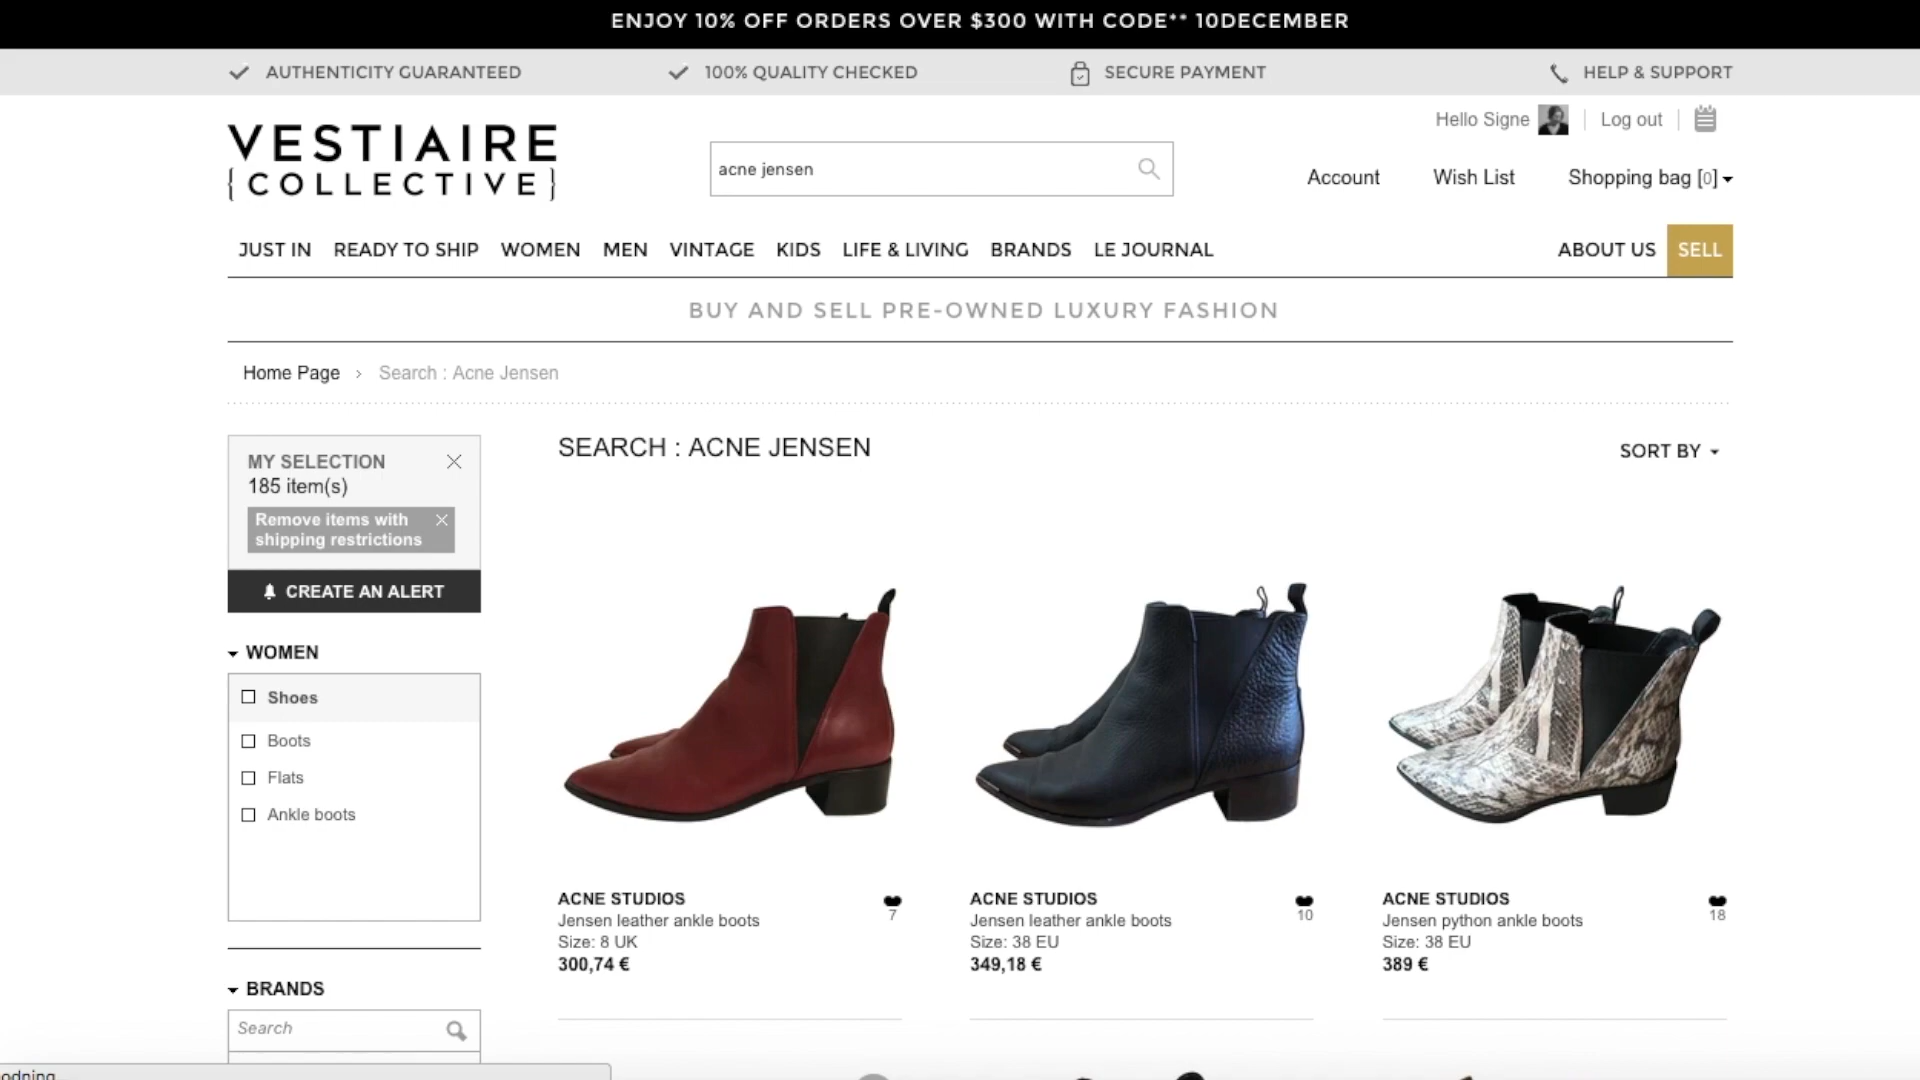 ENJOY 10% OFF ORDERS OVER $300 WITH CODE** 10DECEMBER
AUTHENTICITY GUARANTEED
100% QUALITY CHECKED
SECURE PAYMENT
HELP & SUPPORT
Hello Signe
Log out
VESTIAIRE
{ COLLECTIVE }
acne jensen
Account
Wish List
Shopping bag [0]
JUST IN READY TO SHIP WOMEN MEN VINTAGE KIDS LIFE & LIVING BRANDS LE JOURNAL ABOUT US SELL
BUY AND SELL PRE-OWNED LUXURY FASHION
Home Page > Search : Acne Jensen
MY SELECTION
185 item(s)
Remove items with
shipping restrictions
CREATE AN ALERT
WOMEN
Shoes
Boots
Flats
Ankle boots
BRANDS
Search
SEARCH : ACNE JENSEN
SORT BY
ACNE STUDIOS
7
Jensen leather ankle boots
Size: 8 UK
300,74 €
ACNE STUDIOS
10
Jensen leather ankle boots
Size: 38 EU
349,18 €
ACNE STUDIOS
18
Jensen python ankle boots
Size: 38 EU
389 €